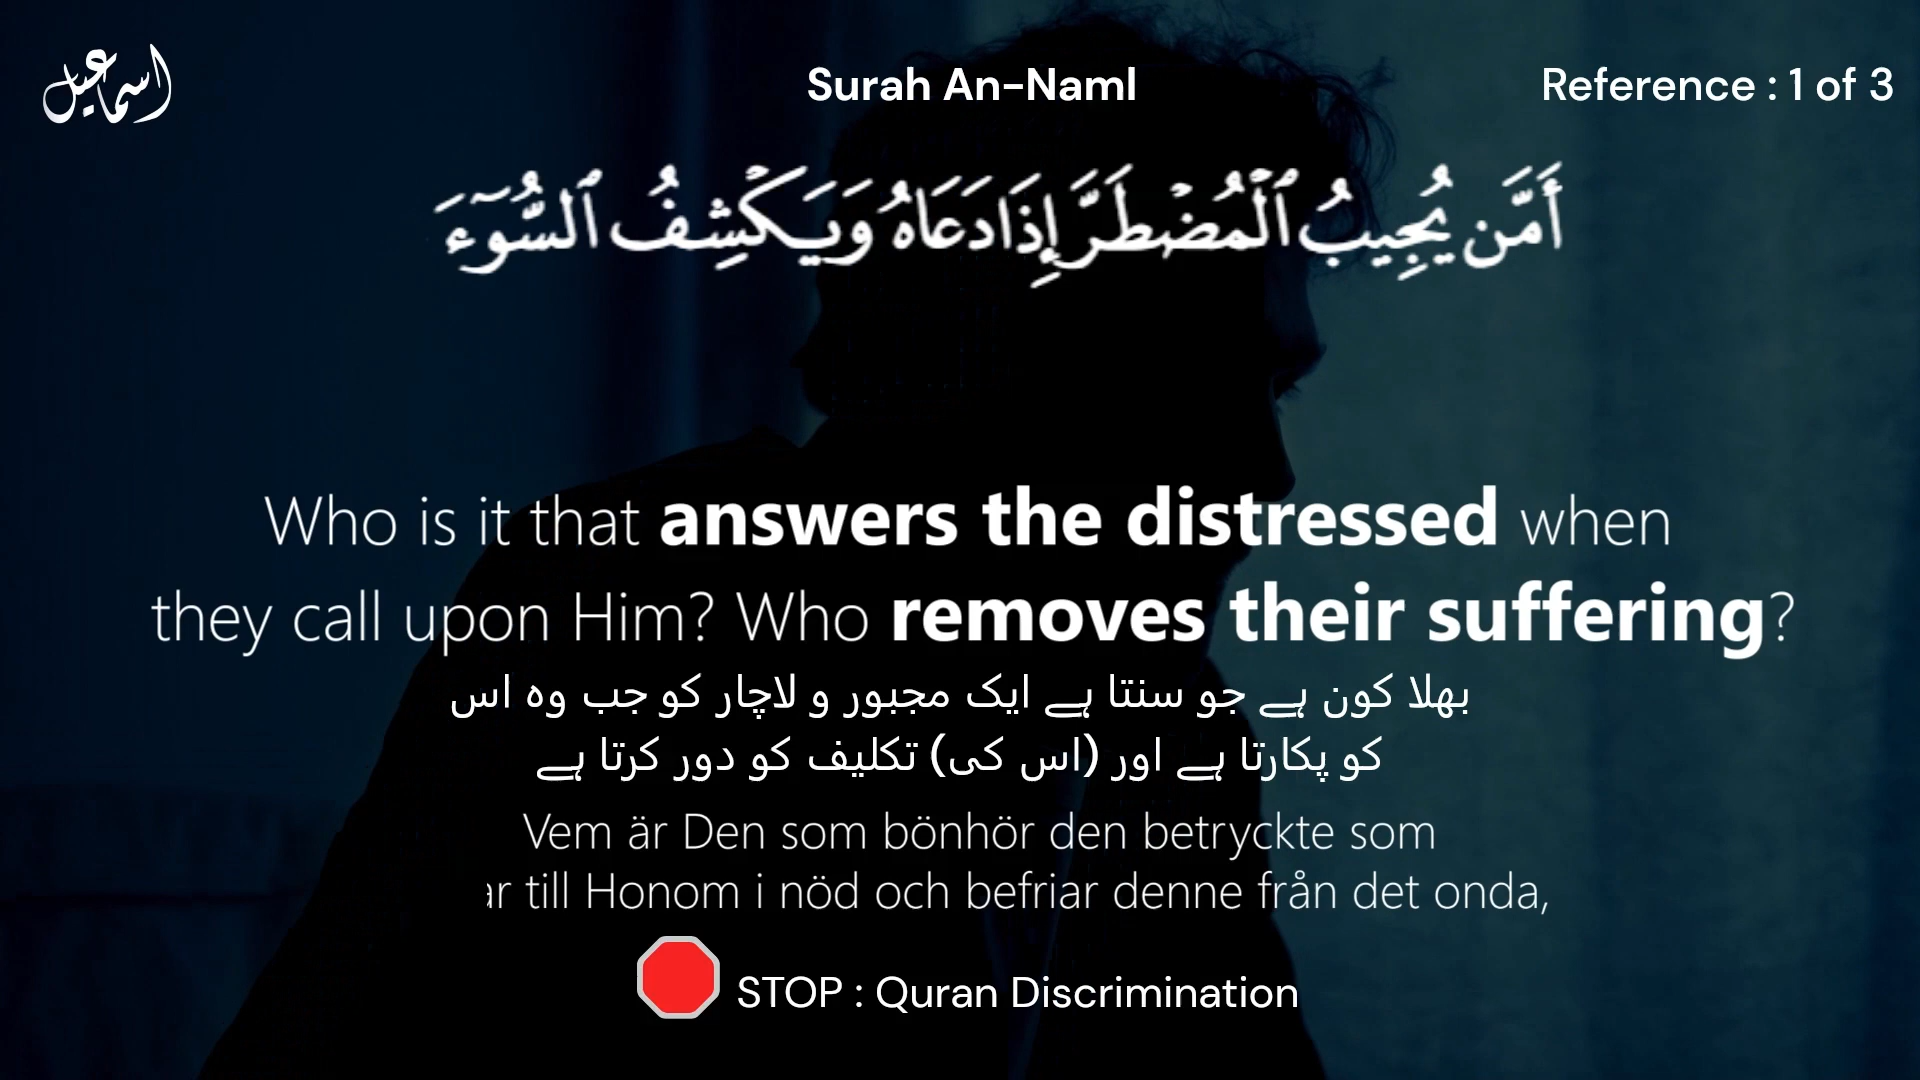 اسماعيل
Surah An-Naml
Reference : 1 of 3
أَمَّن يُجِيبُ ٱلْمُضْطَرَّ إِذَا دَعَاهُ وَيَكْشِفُ ٱلسُّوٓءَ
Who is it that answers the distressed when
they call upon Him? Who removes their suffering?
بھلا کون ہے جو سنتا ہے ایک مجبور و لاچار کو جب وہ اس
کو پکارتا ہے اور (اس کی) تکلیف کو دور کرتا ہے
Vem är Den som bönhör den betryckte som
ar till Honom i nöd och befriar denne från det onda,
STOP : Quran Discrimination